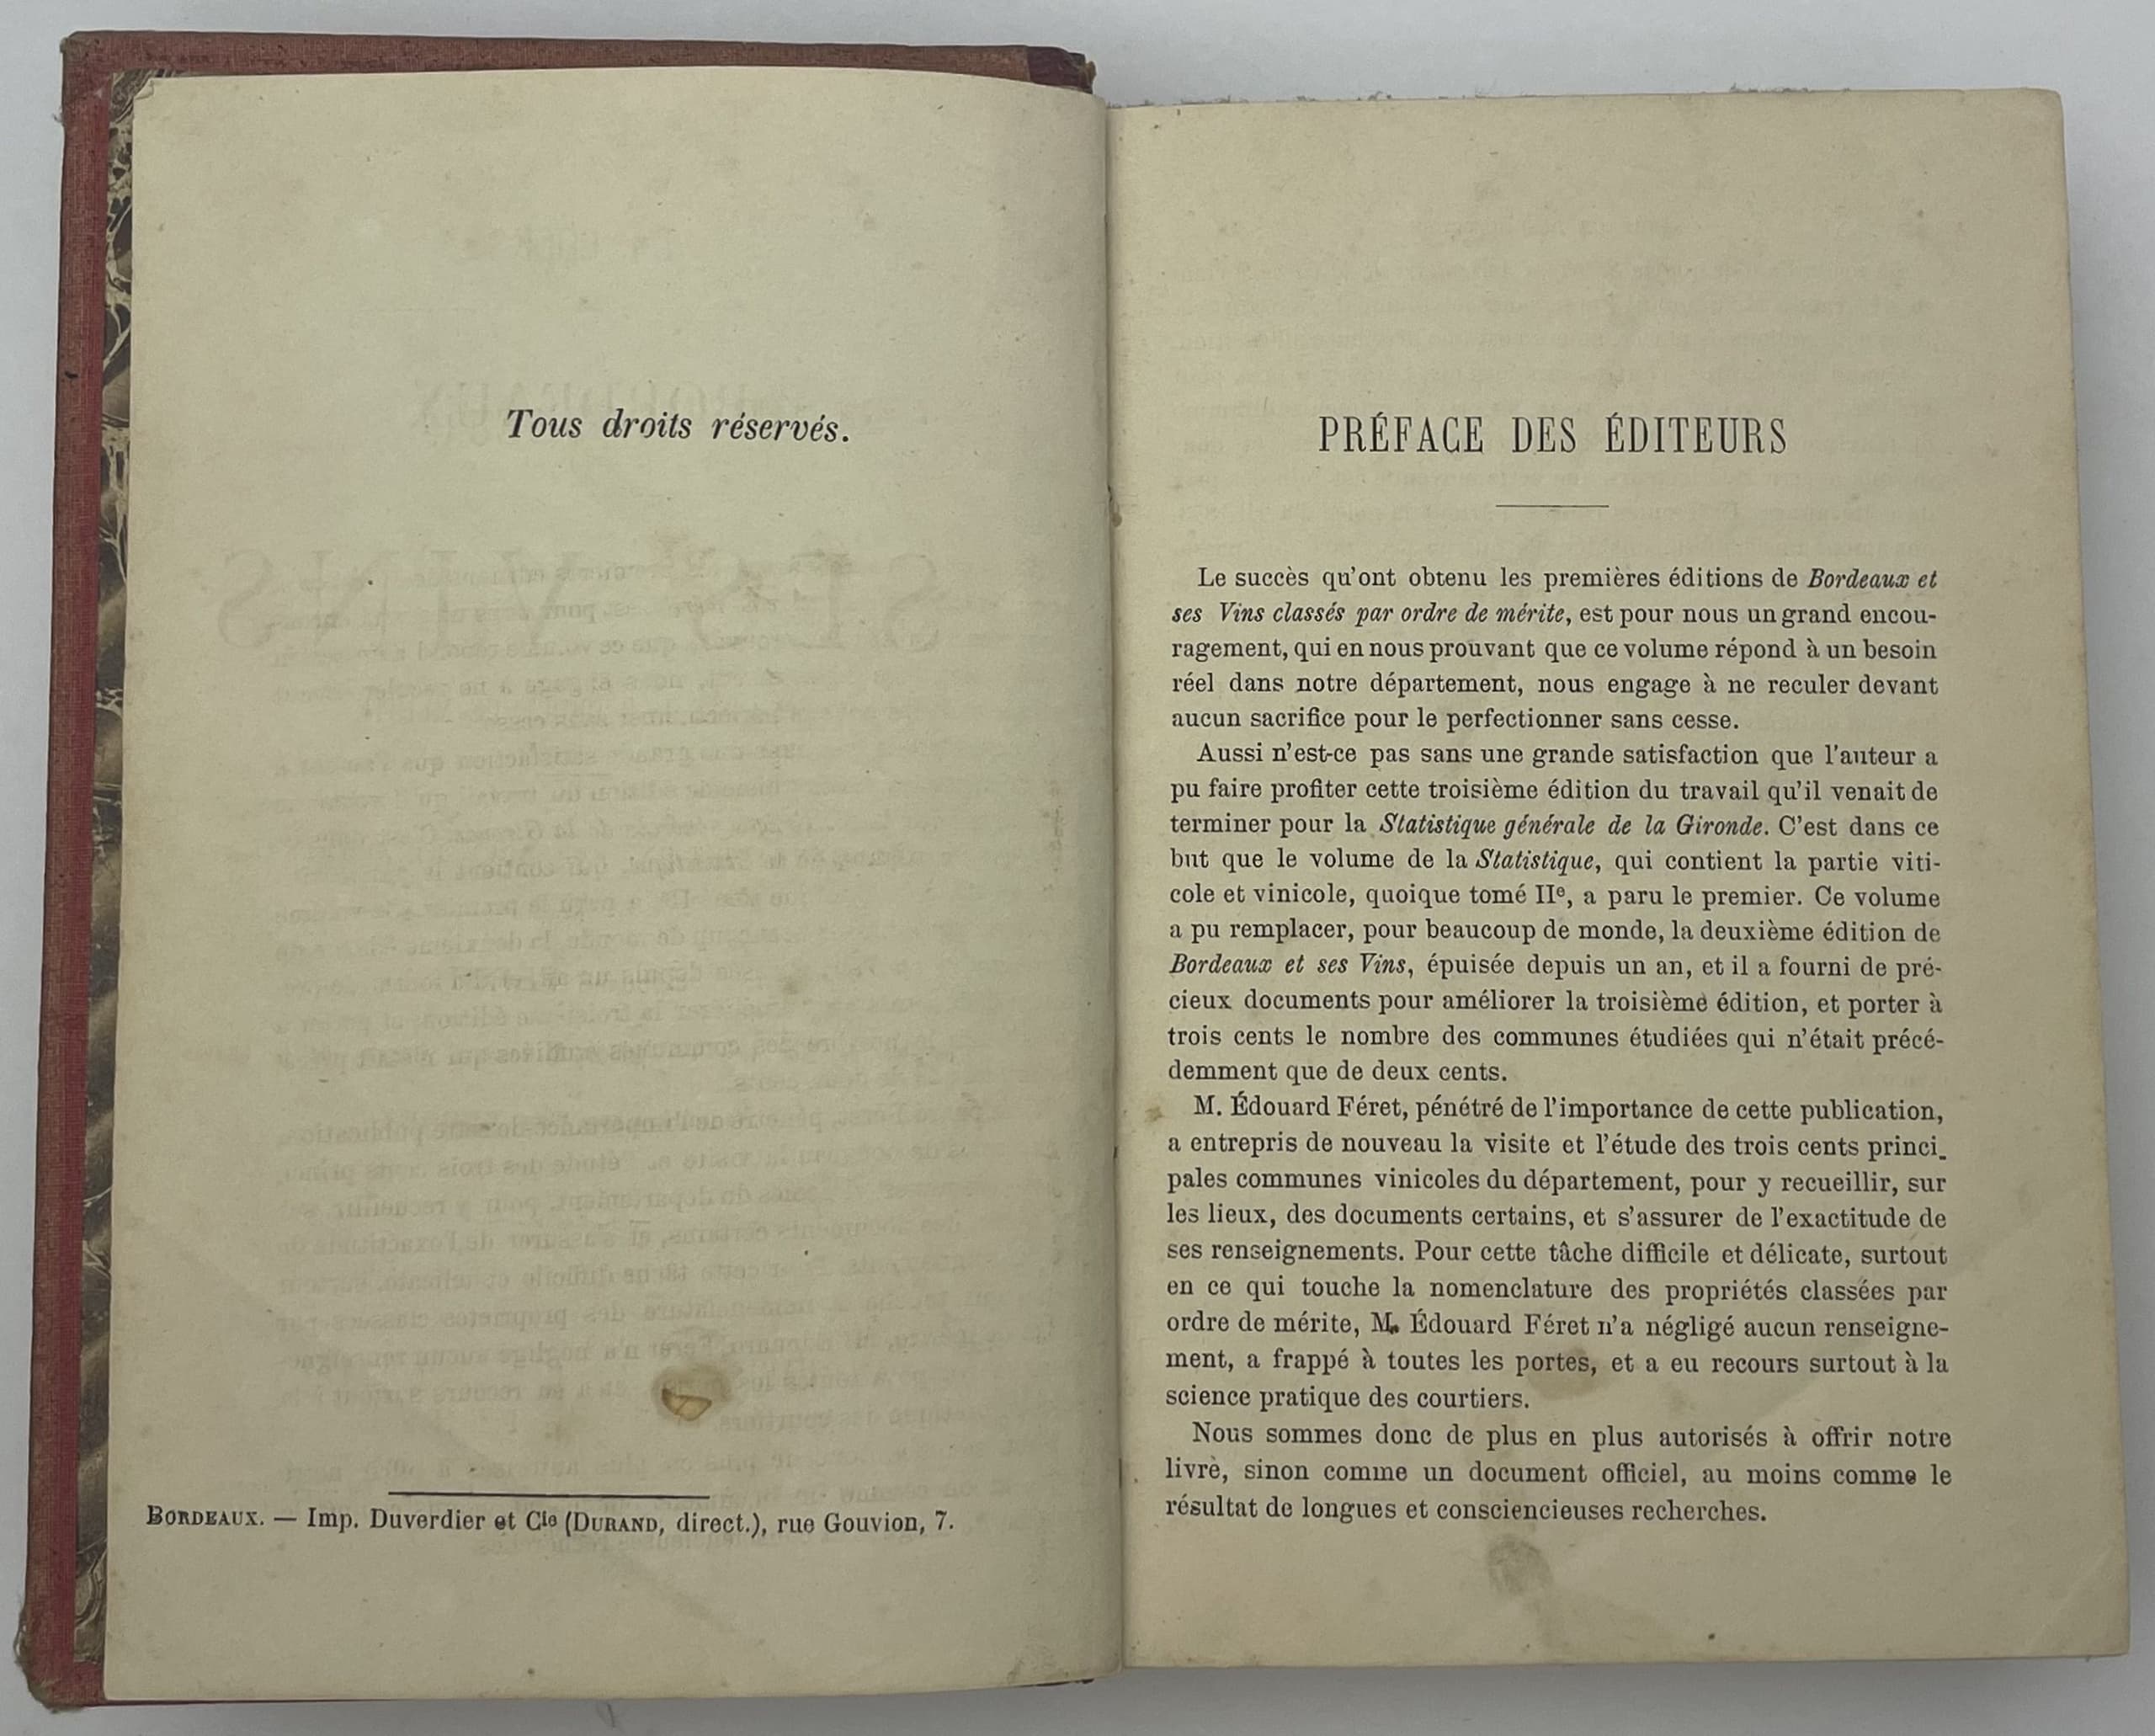 Tous droits réservés.
BORDEAUX. — Imp. Duverdier et Cie (DURAND, direct.), rue Gouvion, 7.
PRÉFACE DES ÉDITEURS
Le succès qu'ont obtenu les premières éditions de Bordeaux et
ses Vins classés par ordre de mérite, est pour nous un grand encou-
ragement, qui en nous prouvant que ce volume répond à un besoin
réel dans notre département, nous engage à ne reculer devant
aucun sacrifice pour le perfectionner sans cesse.
Aussi n'est-ce pas sans une grande satisfaction que l'auteur a
pu faire profiter cette troisième édition du travail qu'il venait de
terminer pour la Statistique générale de la Gironde. C'est dans ce
but que le volume de la Statistique, qui contient la partie viti-
cole et vinicole, quoique tomé IIe, a paru le premier. Ce volume
a pu remplacer, pour beaucoup de monde, la deuxième édition de
Bordeaux et ses Vins, épuisée depuis un an, et il a fourni de pré-
cieux documents pour améliorer la troisième édition, et porter à
trois cents le nombre des communes étudiées qui n'était précé-
demment que de deux cents.
M. Édouard Féret, pénétré de l'importance de cette publication,
a entrepris de nouveau la visite et l'étude des trois cents princi-
pales communes vinicoles du département, pour y recueillir, sur
les lieux, des documents certains, et s'assurer de l'exactitude de
ses renseignements. Pour cette tâche difficile et délicate, surtout
en ce qui touche la nomenclature des propriétés classées par
ordre de mérite, M. Édouard Féret n'a négligé aucun renseigne-
ment, a frappé à toutes les portes, et a eu recours surtout à la
science pratique des courtiers.
Nous sommes donc de plus en plus autorisés à offrir notre
livre, sinon comme un document officiel, au moins comme le
résultat de longues et consciencieuses recherches.